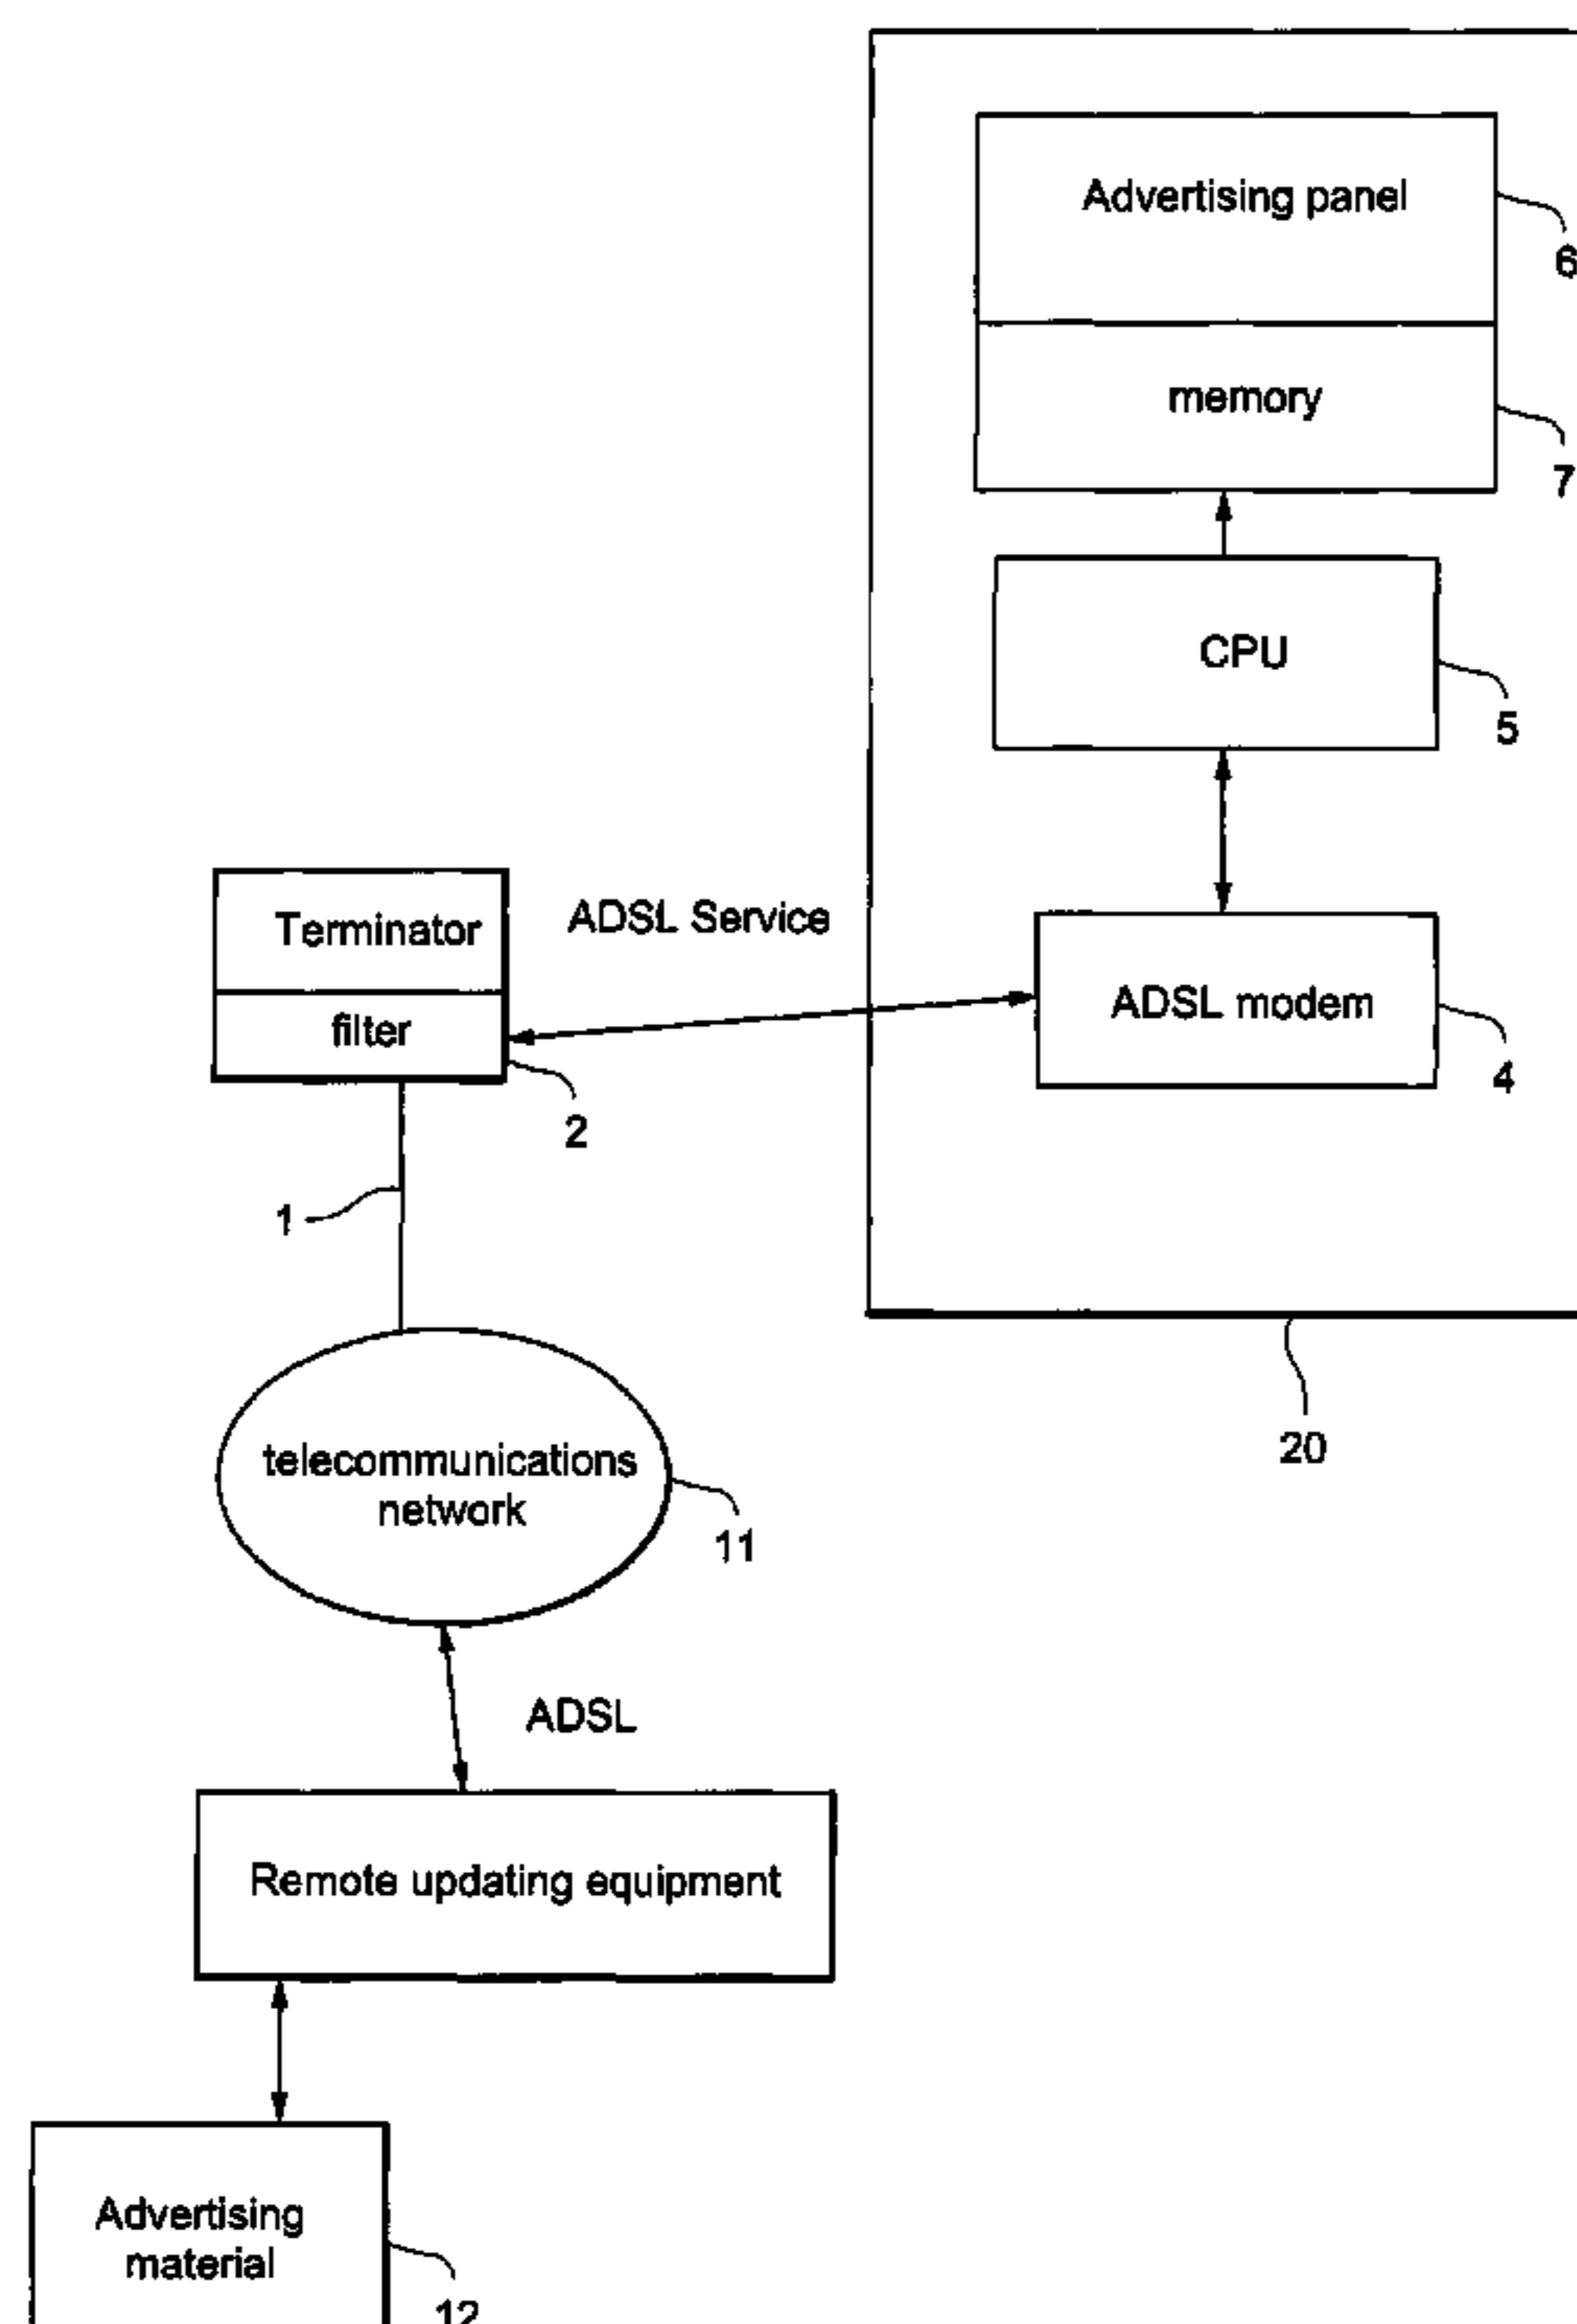 Advertising panel
6
memory
7
CPU
5
Terminator
ADSL Service
filter
ADSL modem
2
4
1
20
telecommunications
network
11
ADSL
Remote updating equipment
Advertising
material
12